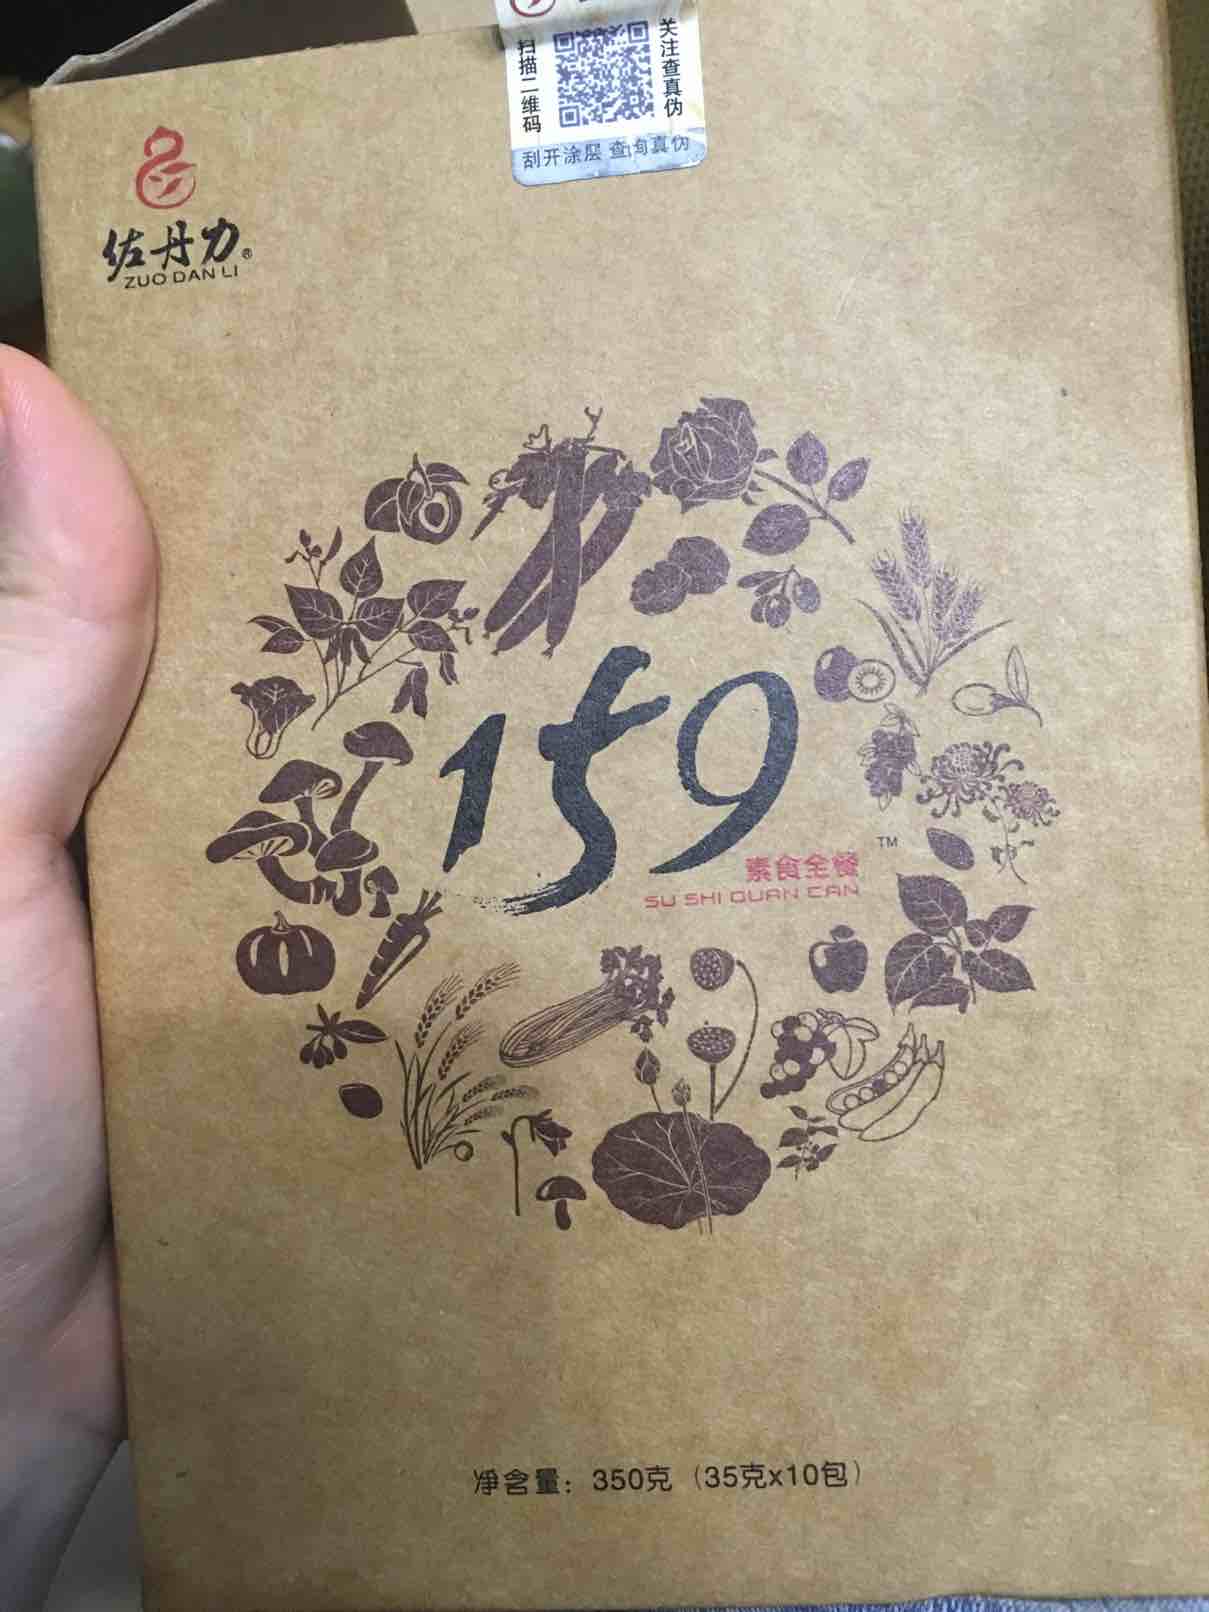 扫描二维码
关注查真伪
刮开涂层 查询真伪
佐丹力®
ZUO DAN LI
159
素食全餐™
SU SHI QUAN CAN
净含量：350克（35克x10包）